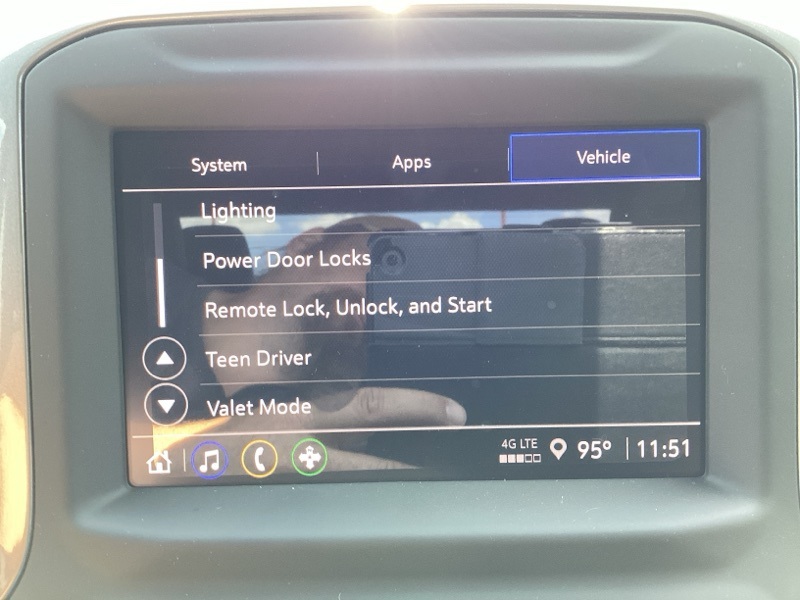 System Apps Vehicle
Lighting
Power Door Locks
Remote Lock, Unlock, and Start
Teen Driver
Valet Mode
4G LTE 95° 11:51